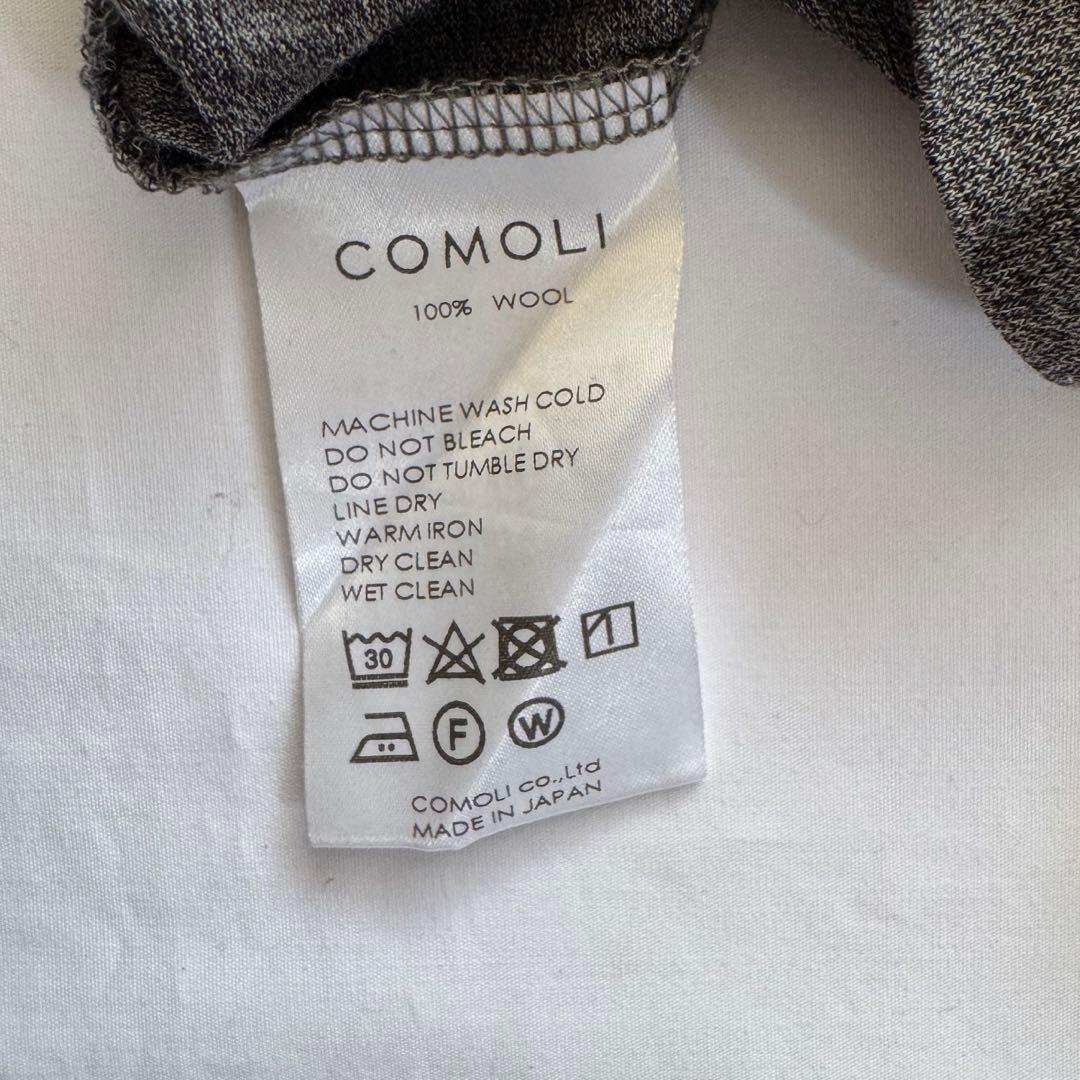 COMOLI
100% WOOL
MACHINE WASH COLD
DO NOT BLEACH
DO NOT TUMBLE DRY
LINE DRY
WARM IRON
DRY CLEAN
WET CLEAN
30
F W
COMOLI co.,Ltd
MADE IN JAPAN